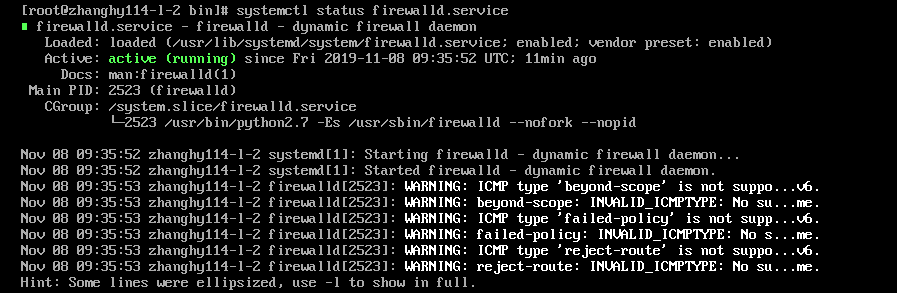 [root@zhanghy114-l-2 bin]# systemctl status firewalld.service
firewalld.service - firewalld - dynamic firewall daemon
Loaded: loaded (/usr/lib/systemd/system/firewalld.service; enabled; vendor preset: enabled)
Active: active (running) since Fri 2019-11-08 09:35:52 UTC; 11min ago
Docs: man:firewalld(1)
Main PID: 2523 (firewalld)
CGroup: /system.slice/firewalld.service
└─2523 /usr/bin/python2.7 -Es /usr/sbin/firewalld --nofork --nopid
Nov 08 09:35:52 zhanghy114-l-2 systemd[1]: Starting firewalld - dynamic firewall daemon...
Nov 08 09:35:52 zhanghy114-l-2 systemd[1]: Started firewalld - dynamic firewall daemon.
Nov 08 09:35:53 zhanghy114-l-2 firewalld[2523]: WARNING: ICMP type 'beyond-scope' is not suppo...v6.
Nov 08 09:35:53 zhanghy114-l-2 firewalld[2523]: WARNING: beyond-scope: INVALID_ICMPTYPE: No su...me.
Nov 08 09:35:53 zhanghy114-l-2 firewalld[2523]: WARNING: ICMP type 'failed-policy' is not supp...v6.
Nov 08 09:35:53 zhanghy114-l-2 firewalld[2523]: WARNING: failed-policy: INVALID_ICMPTYPE: No s...me.
Nov 08 09:35:53 zhanghy114-l-2 firewalld[2523]: WARNING: ICMP type 'reject-route' is not suppo...v6.
Nov 08 09:35:53 zhanghy114-l-2 firewalld[2523]: WARNING: reject-route: INVALID_ICMPTYPE: No su...me.
Hint: Some lines were ellipsized, use -l to show in full.